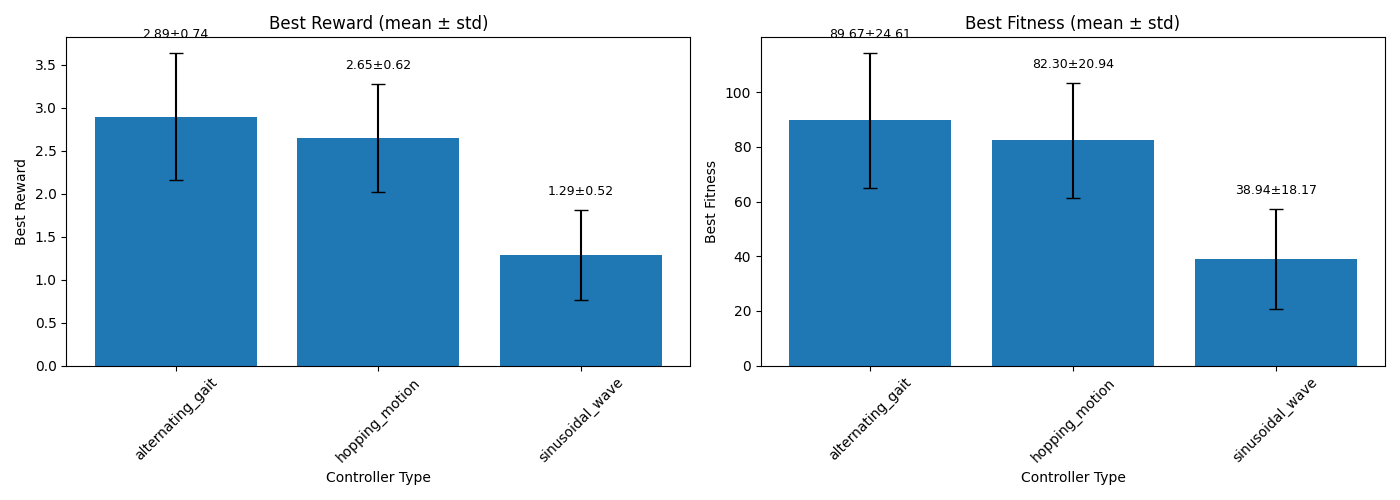 Best Reward (mean ± std)
2.89±0.74
2.65±0.62
1.29±0.52
3.5
3.0
2.5
2.0
1.5
1.0
0.5
0.0
Best Reward
alternating_gait
hopping_motion
sinusoidal_wave
Controller Type
Best Fitness (mean ± std)
89.67±24.61
82.30±20.94
38.94±18.17
100
80
60
40
20
0
Best Fitness
alternating_gait
hopping_motion
sinusoidal_wave
Controller Type